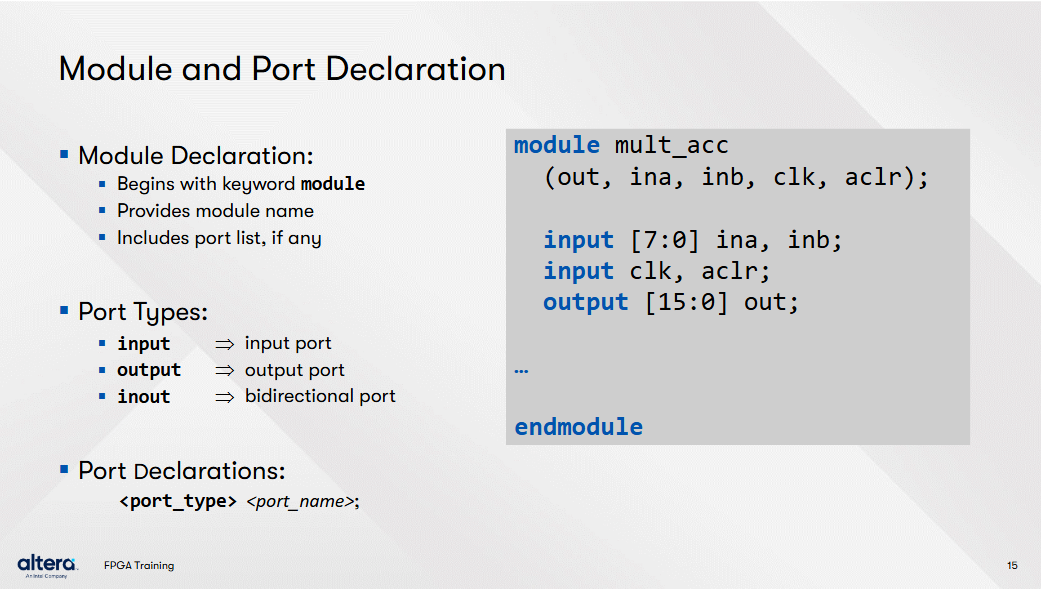 Module and Port Declaration
▪ Module Declaration:
▪ Begins with keyword module
▪ Provides module name
▪ Includes port list, if any
▪ Port Types:
▪ input ⇒ input port
▪ output ⇒ output port
▪ inout ⇒ bidirectional port
▪ Port Declarations:
<port_type> <port_name>;
module mult_acc
(out, ina, inb, clk, aclr);
input [7:0] ina, inb;
input clk, aclr;
output [15:0] out;
…
endmodule
altera.
An Intel Company
FPGA Training
15